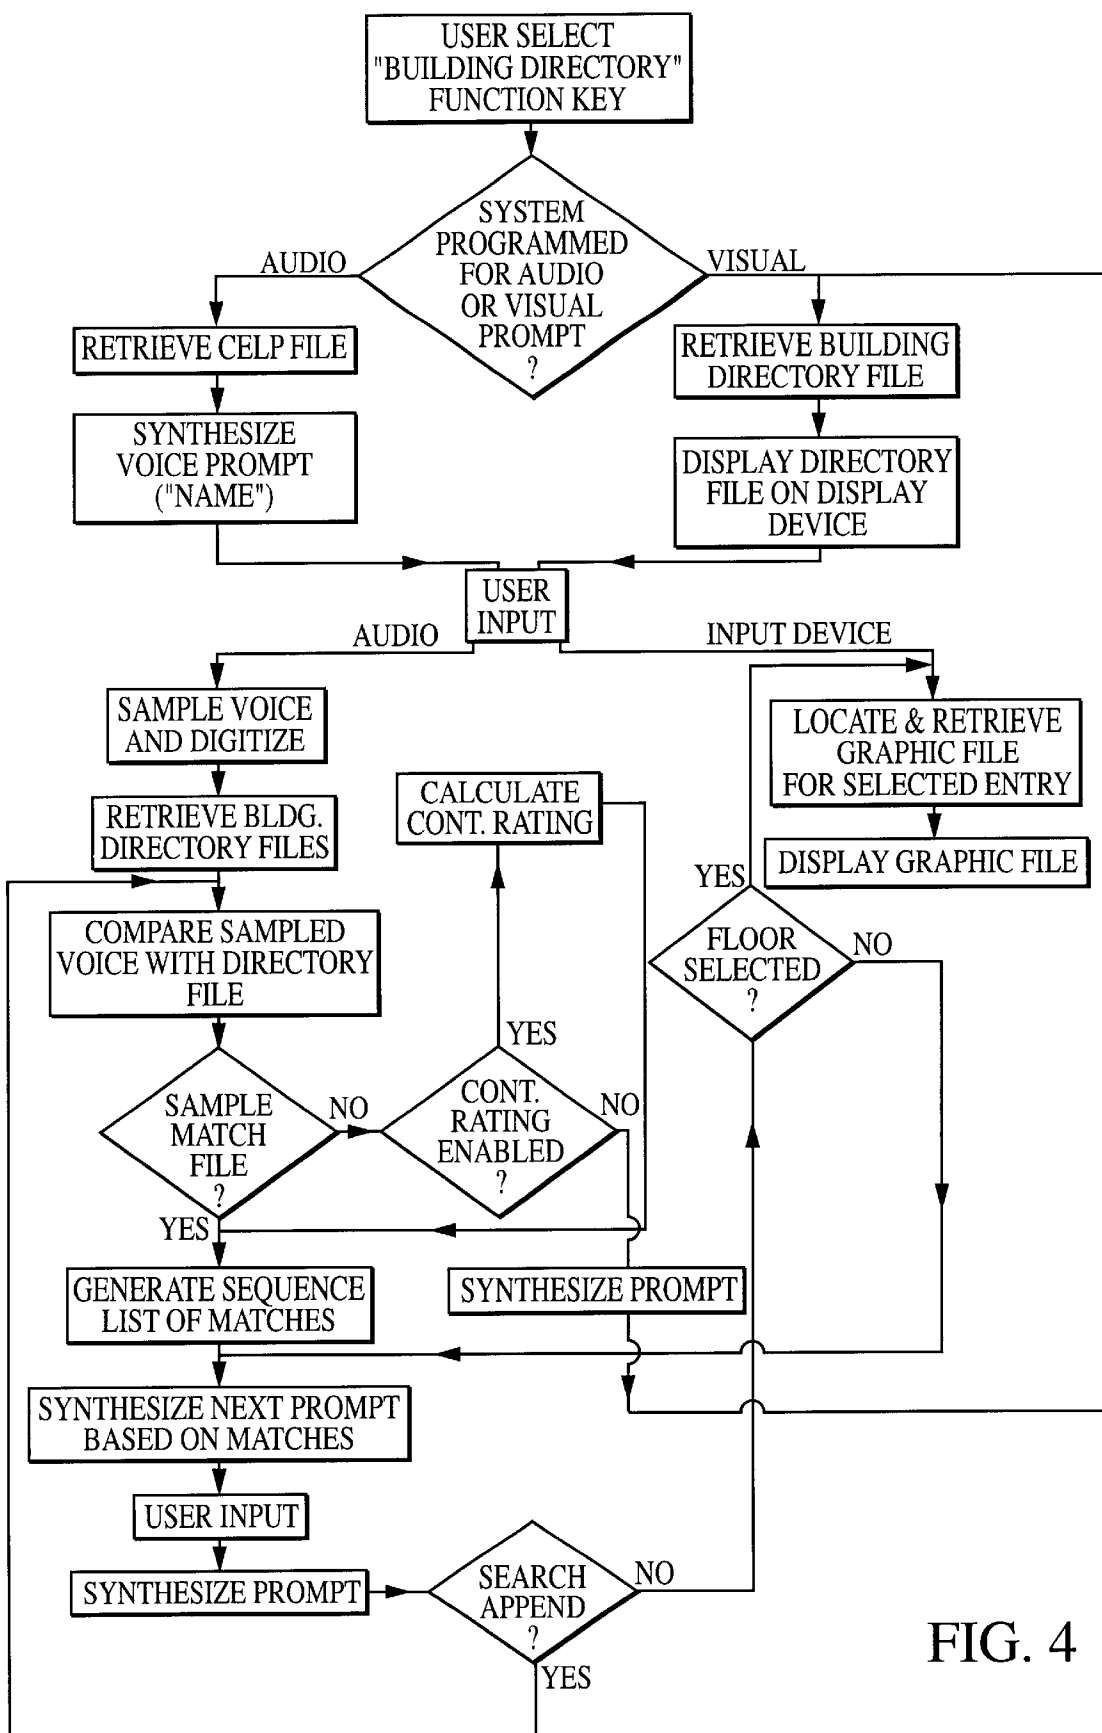 USER SELECT
"BUILDING DIRECTORY"
FUNCTION KEY
SYSTEM
PROGRAMMED
FOR AUDIO
OR VISUAL
PROMPT
?
AUDIO
VISUAL
RETRIEVE CELP FILE
RETRIEVE BUILDING
DIRECTORY FILE
SYNTHESIZE
VOICE PROMPT
("NAME")
DISPLAY DIRECTORY
FILE ON DISPLAY
DEVICE
USER
INPUT
AUDIO
INPUT DEVICE
SAMPLE VOICE
AND DIGITIZE
LOCATE & RETRIEVE
GRAPHIC FILE
FOR SELECTED ENTRY
RETRIEVE BLDG.
DIRECTORY FILES
CALCULATE
CONT. RATING
DISPLAY GRAPHIC FILE
YES
COMPARE SAMPLED
VOICE WITH DIRECTORY
FILE
FLOOR
SELECTED
?
NO
YES
SAMPLE
MATCH
FILE
?
NO
CONT.
RATING
ENABLED
?
NO
YES
GENERATE SEQUENCE
LIST OF MATCHES
SYNTHESIZE PROMPT
SYNTHESIZE NEXT PROMPT
BASED ON MATCHES
USER INPUT
SYNTHESIZE PROMPT
SEARCH
APPEND
?
NO
YES
FIG. 4